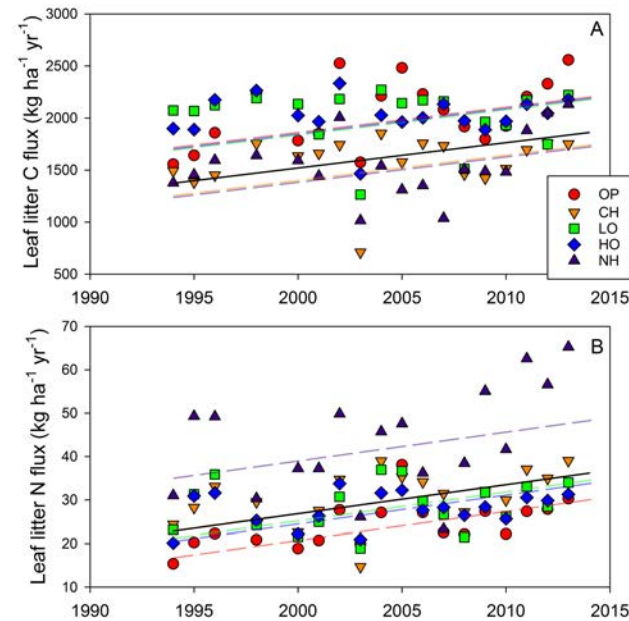 A
Leaf litter C flux (kg ha⁻¹ yr⁻¹)
3000
2500
2000
1500
1000
500
1990 1995 2000 2005 2010 2015
OP
CH
LO
HO
NH
B
Leaf litter N flux (kg ha⁻¹ yr⁻¹)
70
60
50
40
30
20
10
1990 1995 2000 2005 2010 2015